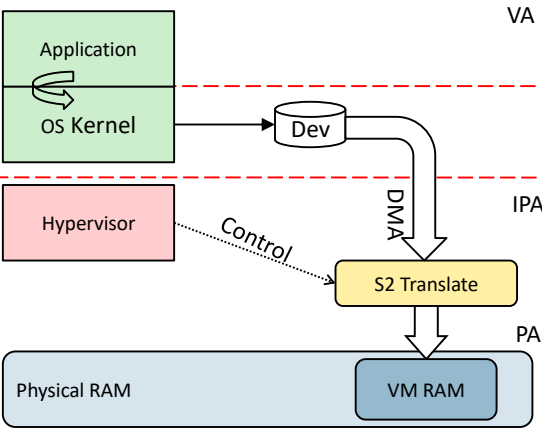 VA
Application
OS Kernel
Dev
DMA
IPA
Hypervisor
Control
S2 Translate
PA
Physical RAM
VM RAM